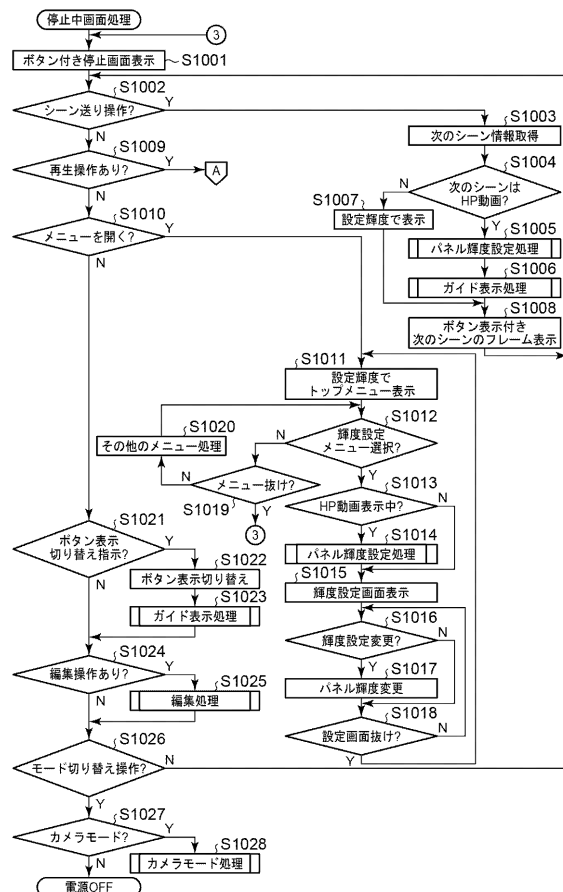 停止中画面処理
3
ボタン付き停止画面表示
S1001
S1002
シーン送り操作?
Y
N
S1003
次のシーン情報取得
S1009
再生操作あり?
Y
A
N
S1004
次のシーンは
HP動画?
N
Y
S1007
設定輝度で表示
S1005
パネル輝度設定処理
S1006
ガイド表示処理
S1008
ボタン表示付き
次のシーンのフレーム表示
S1010
メニューを開く?
Y
N
S1011
設定輝度で
トップメニュー表示
S1012
輝度設定
メニュー選択?
N
Y
S1020
その他のメニュー処理
メニュー抜け?
N
S1019
Y
3
S1013
HP動画表示中?
N
Y
S1014
パネル輝度設定処理
S1015
輝度設定画面表示
S1016
輝度設定変更?
N
Y
S1017
パネル輝度変更
S1018
設定画面抜け?
N
Y
S1021
ボタン表示
切り替え指示?
Y
N
S1022
ボタン表示切り替え
S1023
ガイド表示処理
S1024
編集操作あり?
Y
N
S1025
編集処理
S1026
モード切り替え操作?
N
Y
S1027
カメラモード?
Y
N
S1028
カメラモード処理
電源OFF